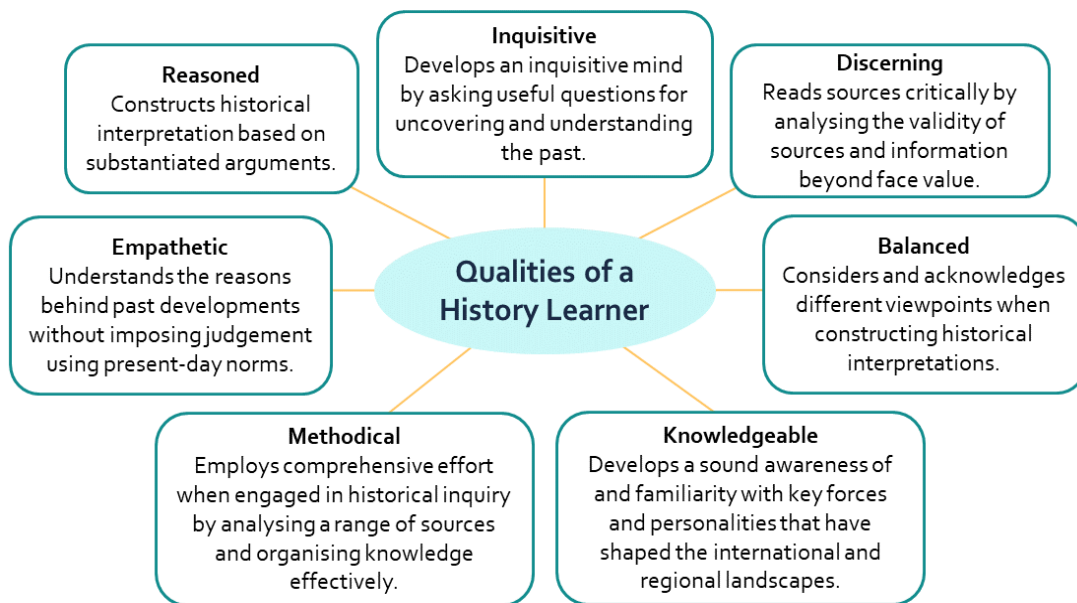 Inquisitive
Develops an inquisitive mind
by asking useful questions for
uncovering and understanding
the past.
Reasoned
Constructs historical
interpretation based on
substantiated arguments.
Discerning
Reads sources critically by
analysing the validity of
sources and information
beyond face value.
Empathetic
Understands the reasons
behind past developments
without imposing judgement
using present-day norms.
Qualities of a
History Learner
Balanced
Considers and acknowledges
different viewpoints when
constructing historical
interpretations.
Methodical
Employs comprehensive effort
when engaged in historical inquiry
by analysing a range of sources
and organising knowledge
effectively.
Knowledgeable
Develops a sound awareness of
and familiarity with key forces
and personalities that have
shaped the international and
regional landscapes.